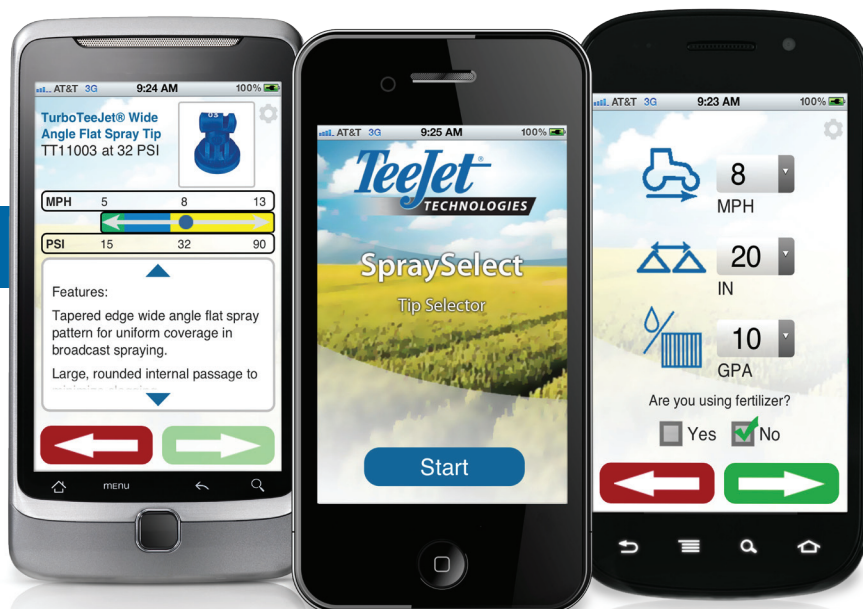 AT&T 3G 9:24 AM 100%
TurboTeeJet® Wide
Angle Flat Spray Tip
TT11003 at 32 PSI
MPH 5 8 13
PSI 15 32 90
Features:
Tapered edge wide angle flat spray
pattern for uniform coverage in
broadcast spraying.
Large, rounded internal passage to
MENU
AT&T 3G 9:25 AM 100%
TeeJet®
TECHNOLOGIES
SpraySelect
Tip Selector
Start
AT&T 3G 9:23 AM 100%
8
MPH
20
IN
10
GPA
Are you using fertilizer?
Yes No